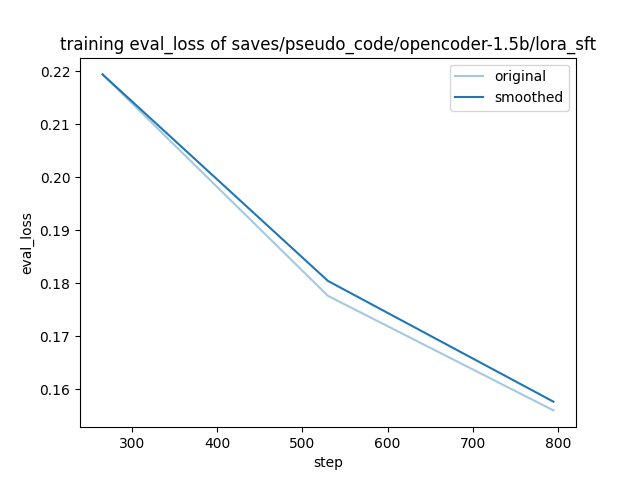 training eval_loss of saves/pseudo_code/opencoder-1.5b/lora_sft
original
smoothed
0.22
0.21
0.20
0.19
0.18
0.17
0.16
eval_loss
300
400
500
600
700
800
step